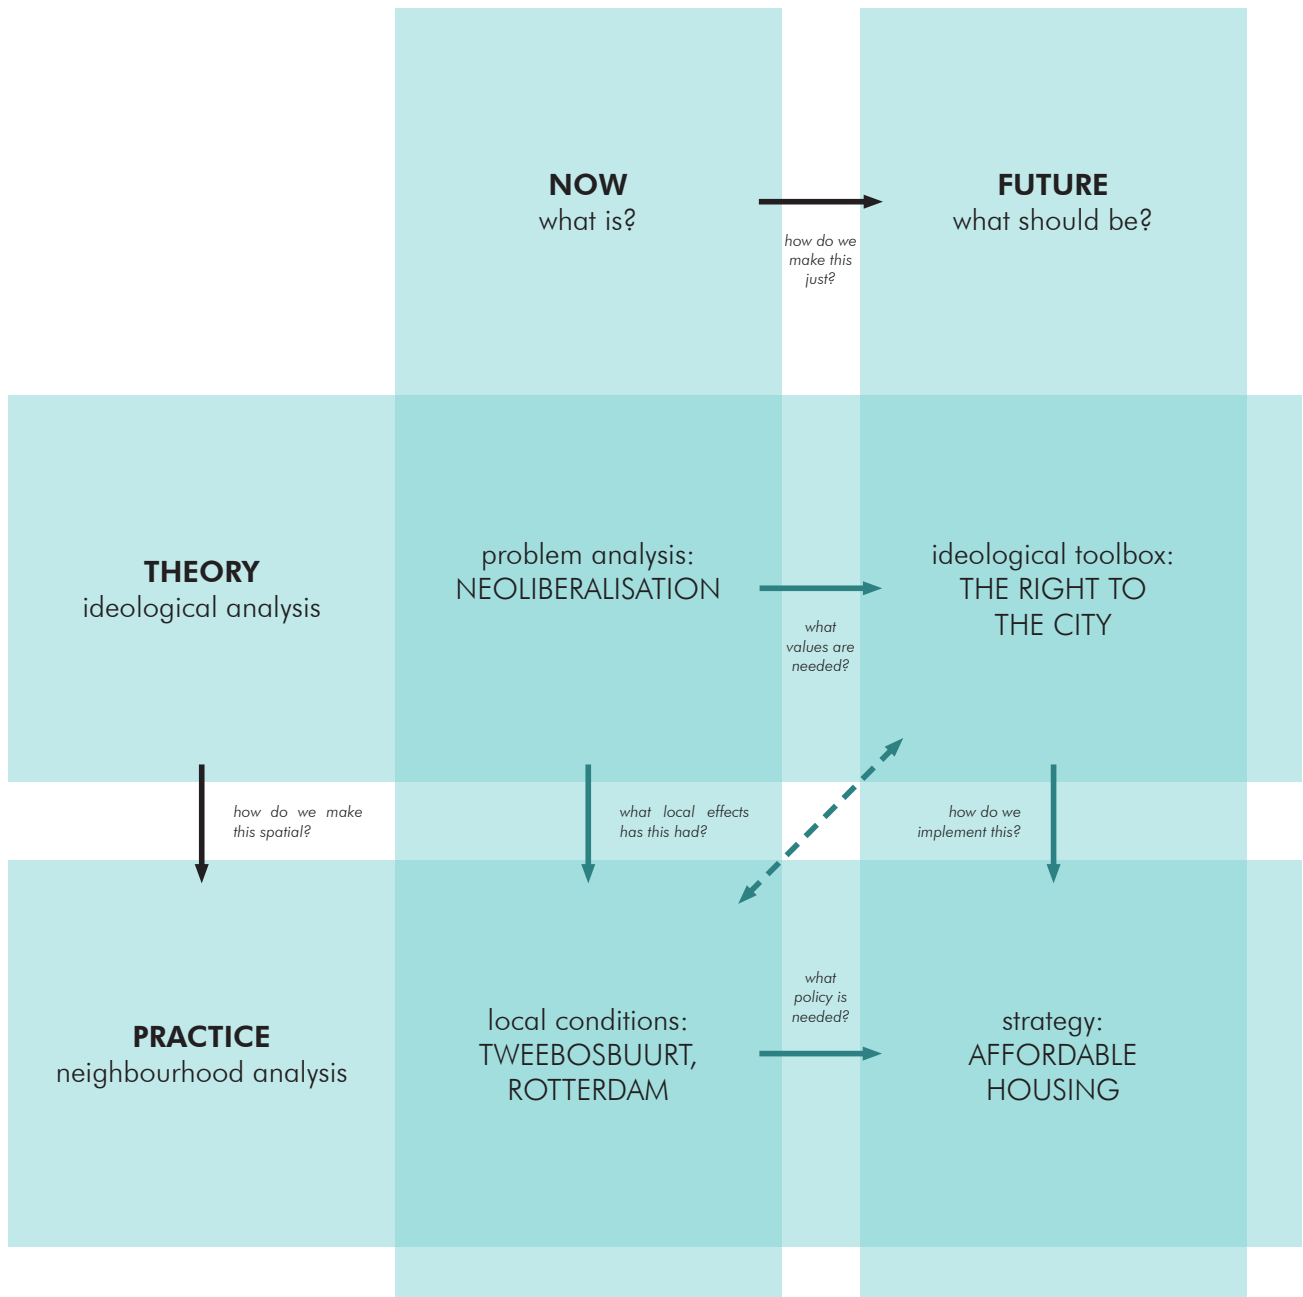 NOW
what is?
FUTURE
what should be?
how do we
make this
just?
THEORY
ideological analysis
problem analysis:
NEOLIBERALISATION
what
values are
needed?
ideological toolbox:
THE RIGHT TO
THE CITY
how do we make
this spatial?
what local effects
has this had?
how do we
implement this?
PRACTICE
neighbourhood analysis
local conditions:
TWEEBOSBUURT,
ROTTERDAM
what
policy is
needed?
strategy:
AFFORDABLE
HOUSING